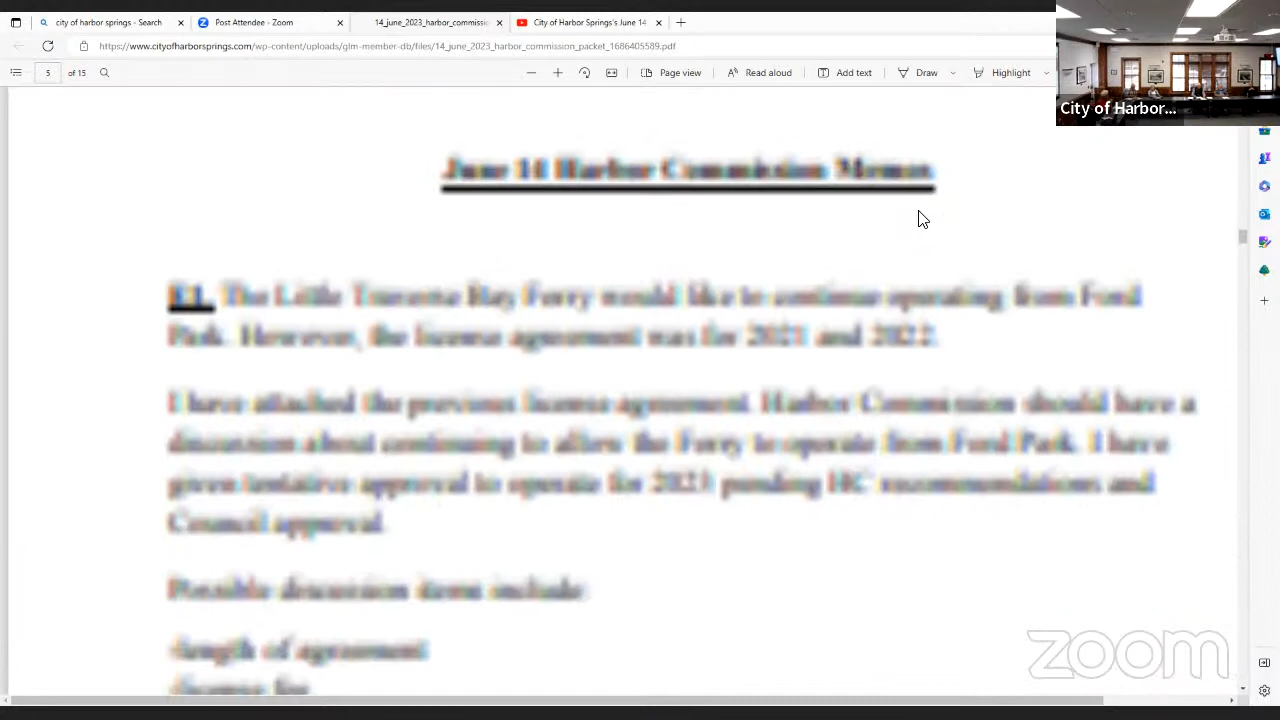 city of harbor springs - Search
Post Attendee - Zoom
14_june_2023_harbor_commissio
City of Harbor Springs's June 14
https://www.cityofharborsprings.com/wp-content/uploads/glm-member-db/files/14_june_2023_harbor_commission_packet_1686405589.pdf
5 of 15
Page view
Read aloud
Add text
Draw
Highlight
City of Harbor...
June 14 Harbor Commission Memos
E1. The Little Traverse Bay Ferry would like to continue operating from Ford
Park. However, the license agreement was for 2021 and 2022.
I have attached the previous license agreement. Harbor Commission should have a
discussion about continuing to allow the Ferry to operate from Ford Park. I have
given tentative approval to operate for 2023 pending HC recommendations and
Council approval.
Possible discussion items include:
-length of agreement
-license fee
zoom